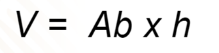 V = Ab x h